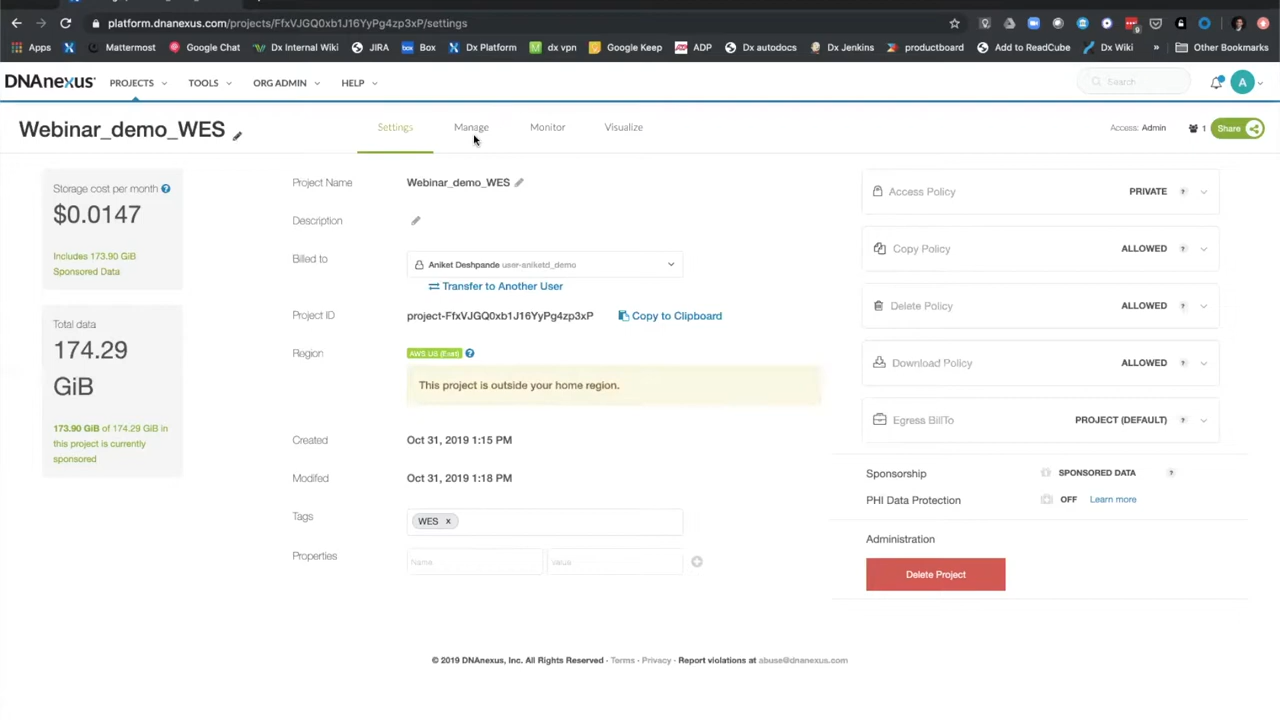 platform.dnanexus.com/projects/FfxVJGQ0xb1J16YyPg4zp3xP/settings
9
Apps
Mattermost
Google Chat
Dx Internal Wiki
JIRA
box
Box
Dx Platform
dx vpn
Google Keep
ADP
Dx autodocs
Dx Jenkins
productboard
Add to ReadCube
Dx Wiki
»
Other Bookmarks
DNAnexus
PROJECTS
TOOLS
ORG ADMIN
HELP
Search
A
Webinar_demo_WES
Settings
Manage
Monitor
Visualize
Access: Admin
1
Share
Storage cost per month ?
$0.0147
Includes 173.90 GiB
Sponsored Data
Total data
174.29
GiB
173.90 GiB of 174.29 GiB in
this project is currently
sponsored
Project Name
Webinar_demo_WES
Description
Billed to
Aniket Deshpande user-aniketd_demo
Transfer to Another User
Project ID
project-FfxVJGQ0xb1J16YyPg4zp3xP
Copy to Clipboard
Region
AWS US (East) ?
This project is outside your home region.
Created
Oct 31, 2019 1:15 PM
Modified
Oct 31, 2019 1:18 PM
Tags
WES x
Properties
Name
value
Access Policy
PRIVATE ?
Copy Policy
ALLOWED ?
Delete Policy
ALLOWED ?
Download Policy
ALLOWED ?
Egress BillTo
PROJECT (DEFAULT) ?
Sponsorship
SPONSORED DATA ?
PHI Data Protection
OFF Learn more
Administration
Delete Project
© 2019 DNAnexus, Inc. All Rights Reserved · Terms · Privacy · Report violations at abuse@dnanexus.com